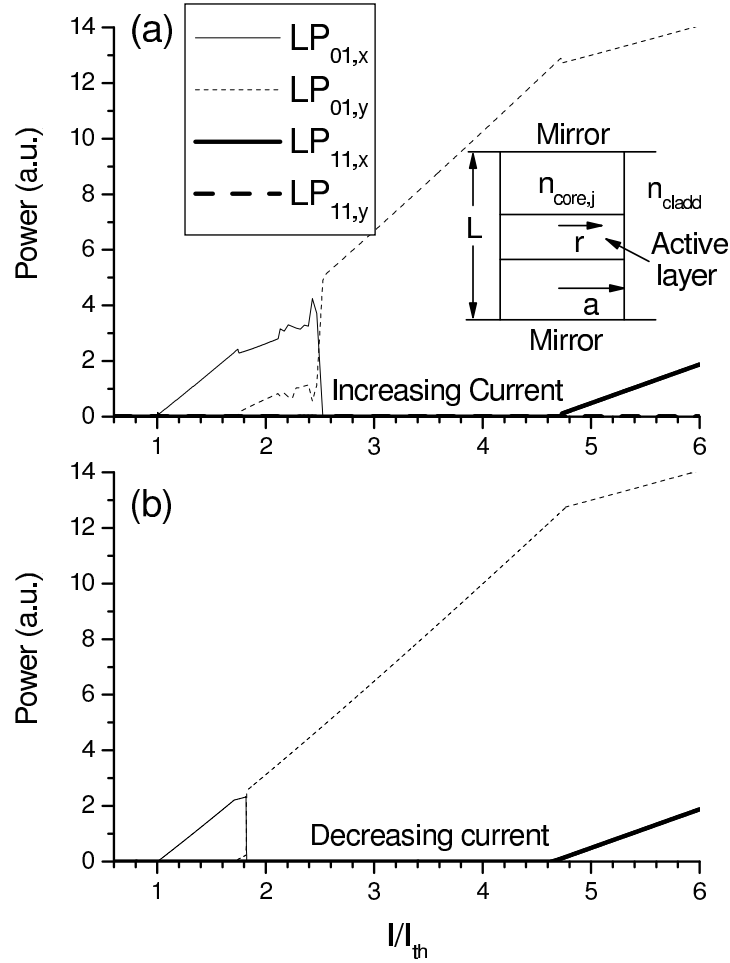 (a)
LP01,x
LP01,y
LP11,x
LP11,y
14
12
10
8
6
4
2
0
Power (a.u.)
Mirror
ncore,j
ncladd
L
r
Active
layer
a
Mirror
Increasing Current
1 2 3 4 5 6
(b)
14
12
10
8
6
4
2
0
Power (a.u.)
Decreasing current
1 2 3 4 5 6
I/Ith